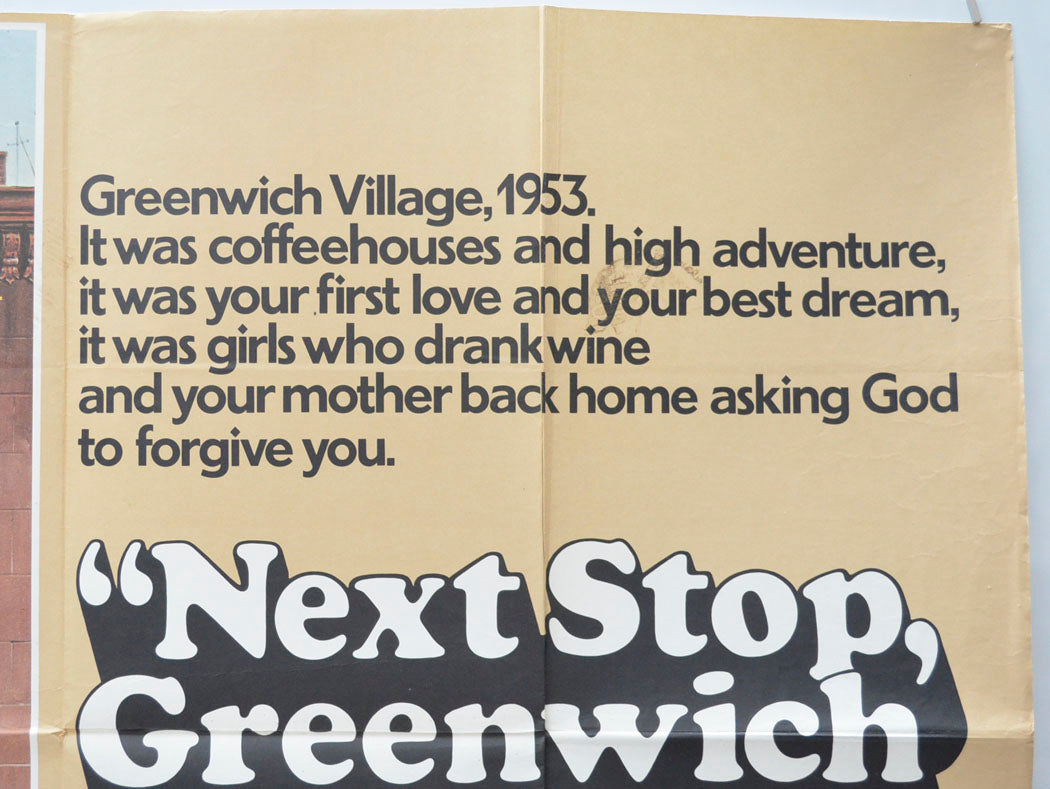 Greenwich Village, 1953.
It was coffeehouses and high adventure,
it was your first love and your best dream,
it was girls who drank wine
and your mother back home asking God
to forgive you.
“Next Stop,
Greenwich